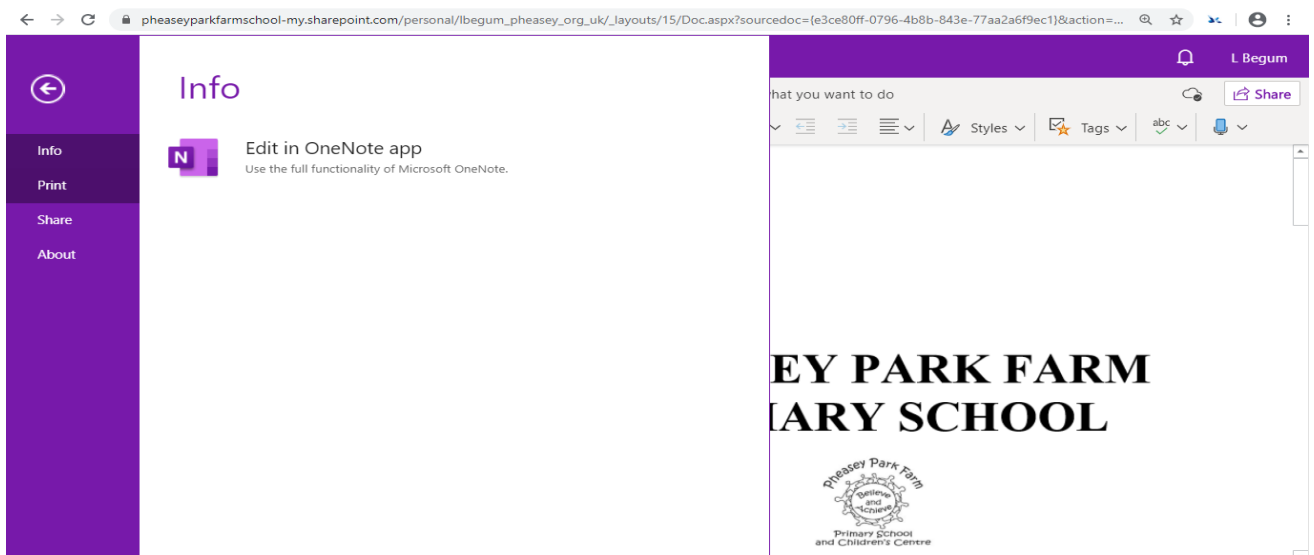 pheaseyparkfarmschool-my.sharepoint.com/personal/lbegum_pheasey_org_uk/_layouts/15/Doc.aspx?sourcedoc={e3ce80ff-0796-4b8b-843e-77aa2a6f9ec1}&action=...
L Begum
Info
hat you want to do
Share
Styles
Tags
abc
Info
N
Edit in OneNote app
Use the full functionality of Microsoft OneNote.
Print
Share
About
EY PARK FARM
IARY SCHOOL
Pheasey Park Farm
Believe
and
Achieve
Primary School
and Children's Centre